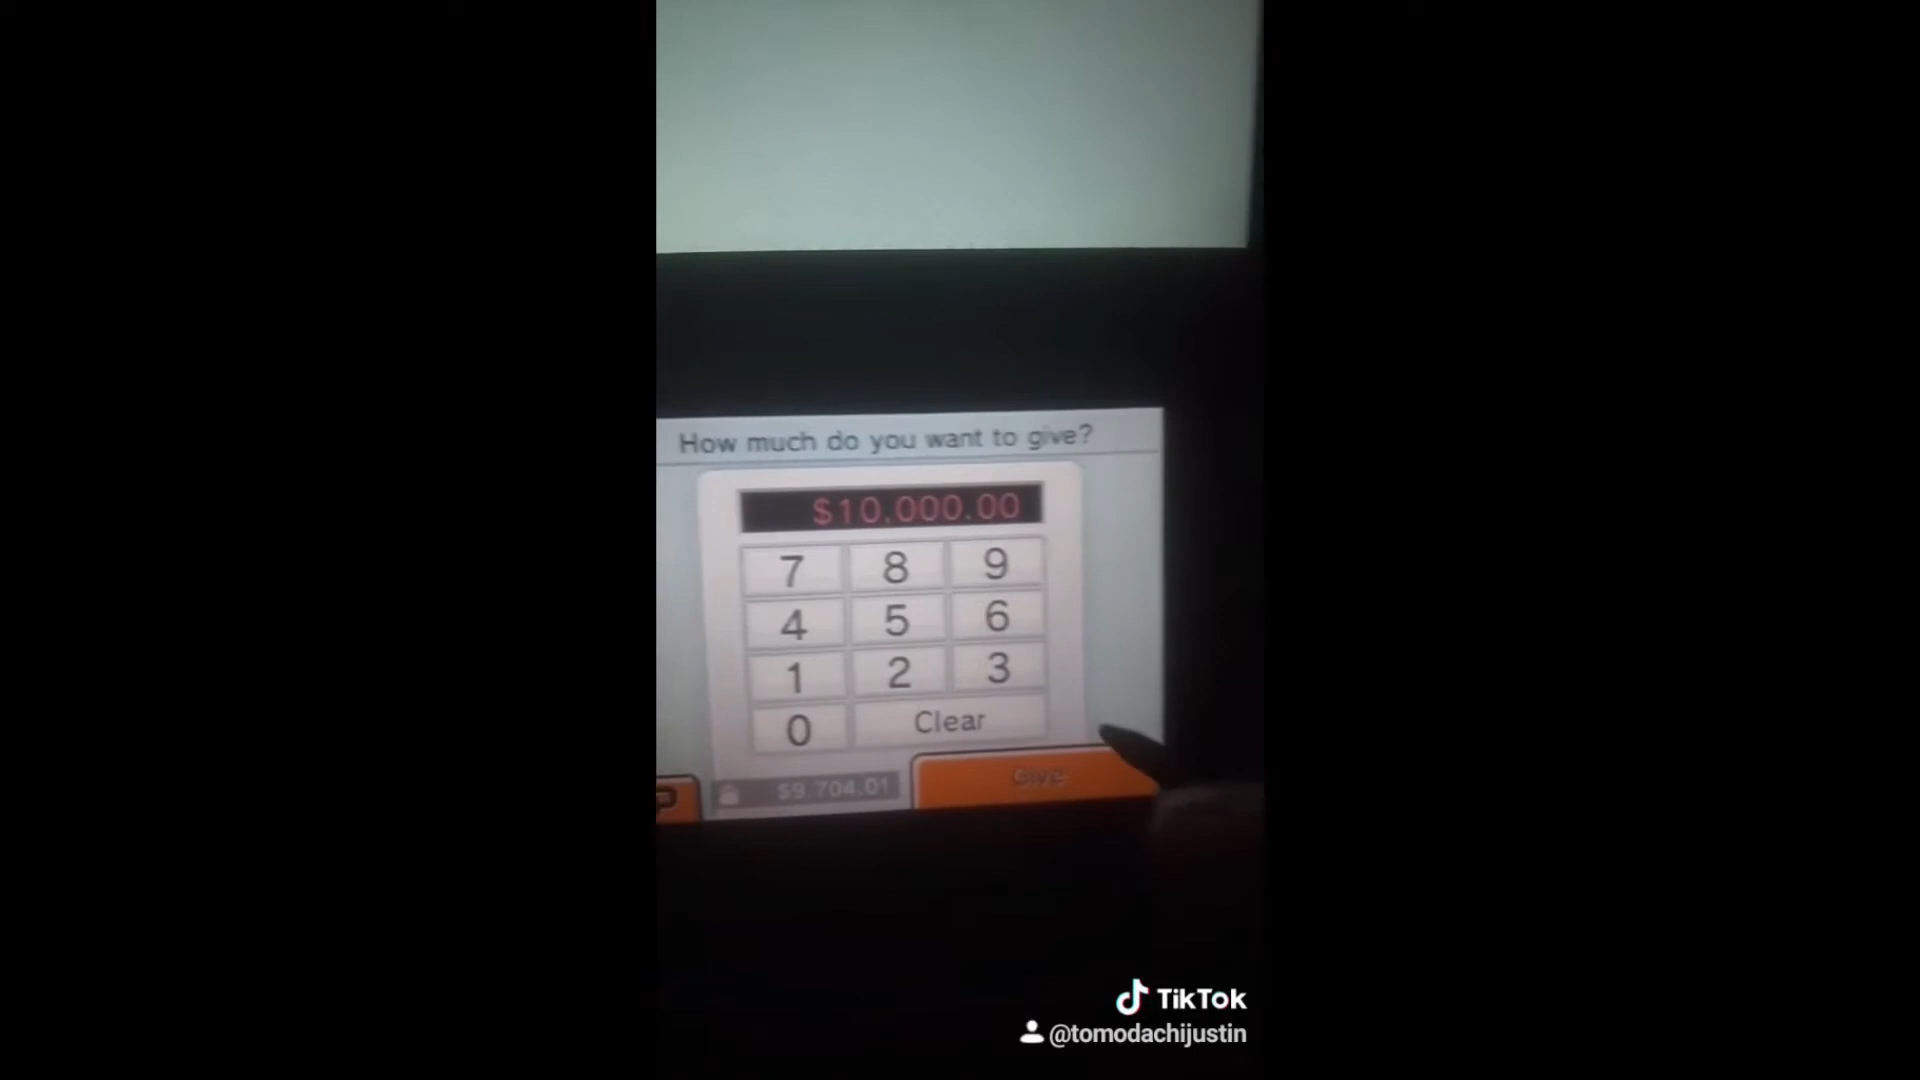 How much do you want to give?
$10,000.00
7 8 9
4 5 6
1 2 3
0 Clear
$9,704.01 Give
TikTok
@tomodachijustin